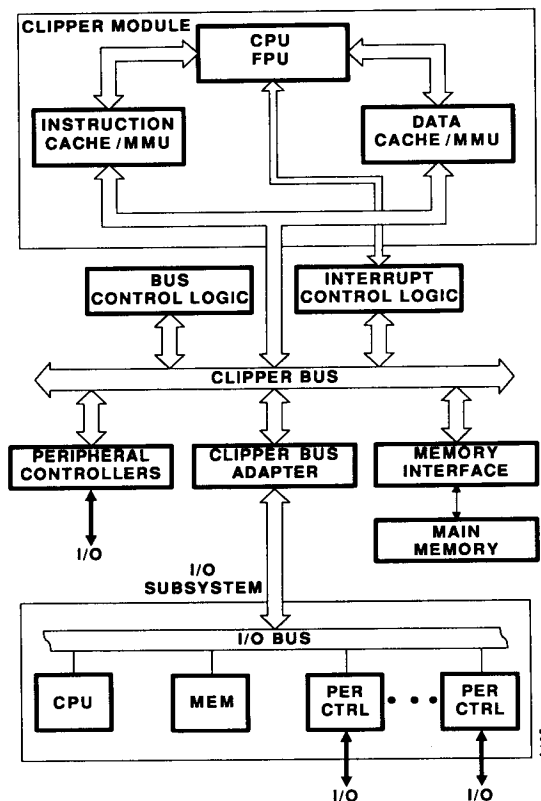 CLIPPER MODULE
CPU
FPU
INSTRUCTION
CACHE/MMU
DATA
CACHE/MMU
BUS
CONTROL LOGIC
INTERRUPT
CONTROL LOGIC
CLIPPER BUS
PERIPHERAL
CONTROLLERS
CLIPPER BUS
ADAPTER
MEMORY
INTERFACE
I/O
MAIN
MEMORY
I/O
SUBSYSTEM
I/O BUS
CPU
MEM
PER
CTRL
PER
CTRL
I/O
I/O